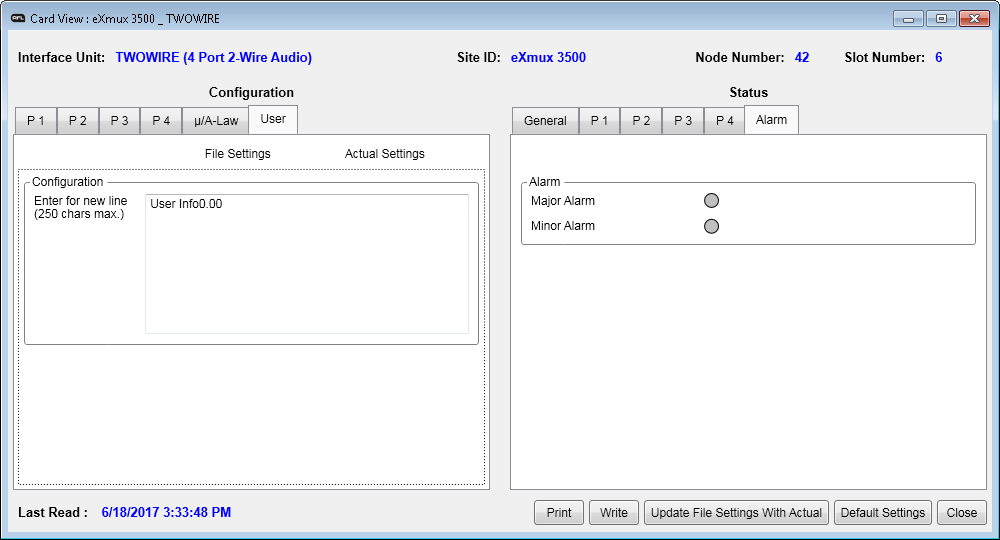 AFL Card View : eXmux 3500 _ TWOWIRE
Interface Unit: TWOWIRE (4 Port 2-Wire Audio) Site ID: eXmux 3500 Node Number: 42 Slot Number: 6
Configuration
P 1 P 2 P 3 P 4 μ/A-Law User
File Settings Actual Settings
Configuration
Enter for new line
(250 chars max.)
User Info0.00
Status
General P 1 P 2 P 3 P 4 Alarm
Alarm
Major Alarm
Minor Alarm
Last Read : 6/18/2017 3:33:48 PM
Print Write Update File Settings With Actual Default Settings Close